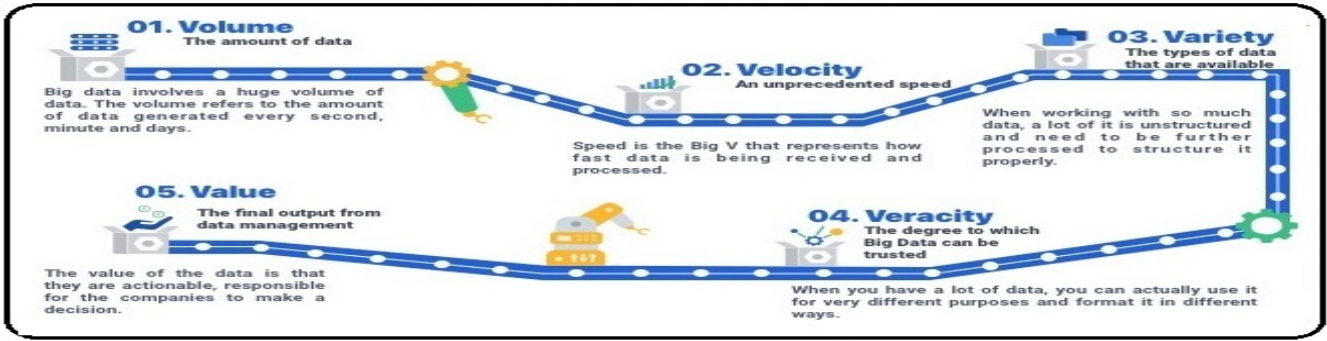 01. Volume
The amount of data
Big data involves a huge volume of
data. The volume refers to the amount
of data generated every second,
minute and days.
02. Velocity
An unprecedented speed
Speed is the Big V that represents how
fast data is being received and
processed.
03. Variety
The types of data
that are available
When working with so much
data, a lot of it is unstructured
and need to be further
processed to structure it
properly.
04. Veracity
The degree to which
Big Data can be
trusted
When you have a lot of data, you can actually use it
for very different purposes and format it in different
ways.
05. Value
The final output from
data management
The value of the data is that
they are actionable, responsible
for the companies to make a
decision.